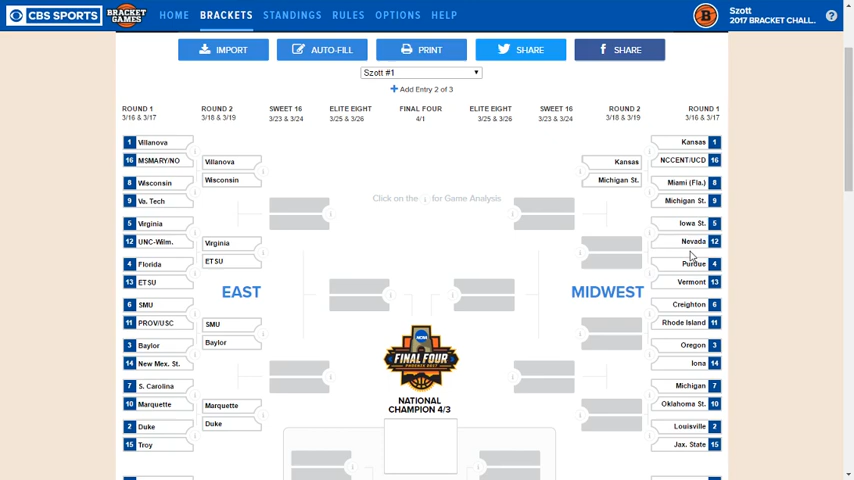 CBS SPORTS
BRACKET GAMES
HOME BRACKETS STANDINGS RULES OPTIONS HELP
Szott
2017 BRACKET CHALL...
?
IMPORT AUTO-FILL PRINT SHARE SHARE
Szott #1
Add Entry 2 of 3
ROUND 1 ROUND 2 SWEET 16 ELITE EIGHT FINAL FOUR ELITE EIGHT SWEET 16 ROUND 2 ROUND 1
3/16 & 3/17 3/18 & 3/19 3/23 & 3/24 3/25 & 3/26 4/1 3/25 & 3/26 3/23 & 3/24 3/18 & 3/19 3/16 & 3/17
1 Villanova
16 MSMARY/NO
8 Wisconsin
9 Va. Tech
5 Virginia
12 UNC-Wilm.
4 Florida
13 ETSU
6 SMU
11 PROV/USC
3 Baylor
14 New Mex. St.
7 S. Carolina
10 Marquette
2 Duke
15 Troy
Villanova
Wisconsin
Virginia
ETSU
SMU
Baylor
Marquette
Duke
EAST
Click on the i for Game Analysis
NCAA
FINAL FOUR
PHOENIX 2017
NATIONAL
CHAMPION 4/3
MIDWEST
Kansas
Michigan St.
Kansas 1
NCCENT/UCD 16
Miami (Fla.) 8
Michigan St. 9
Iowa St. 5
Nevada 12
Purdue 4
Vermont 13
Creighton 6
Rhode Island 11
Oregon 3
Iona 14
Michigan 7
Oklahoma St. 10
Louisville 2
Jax. State 15